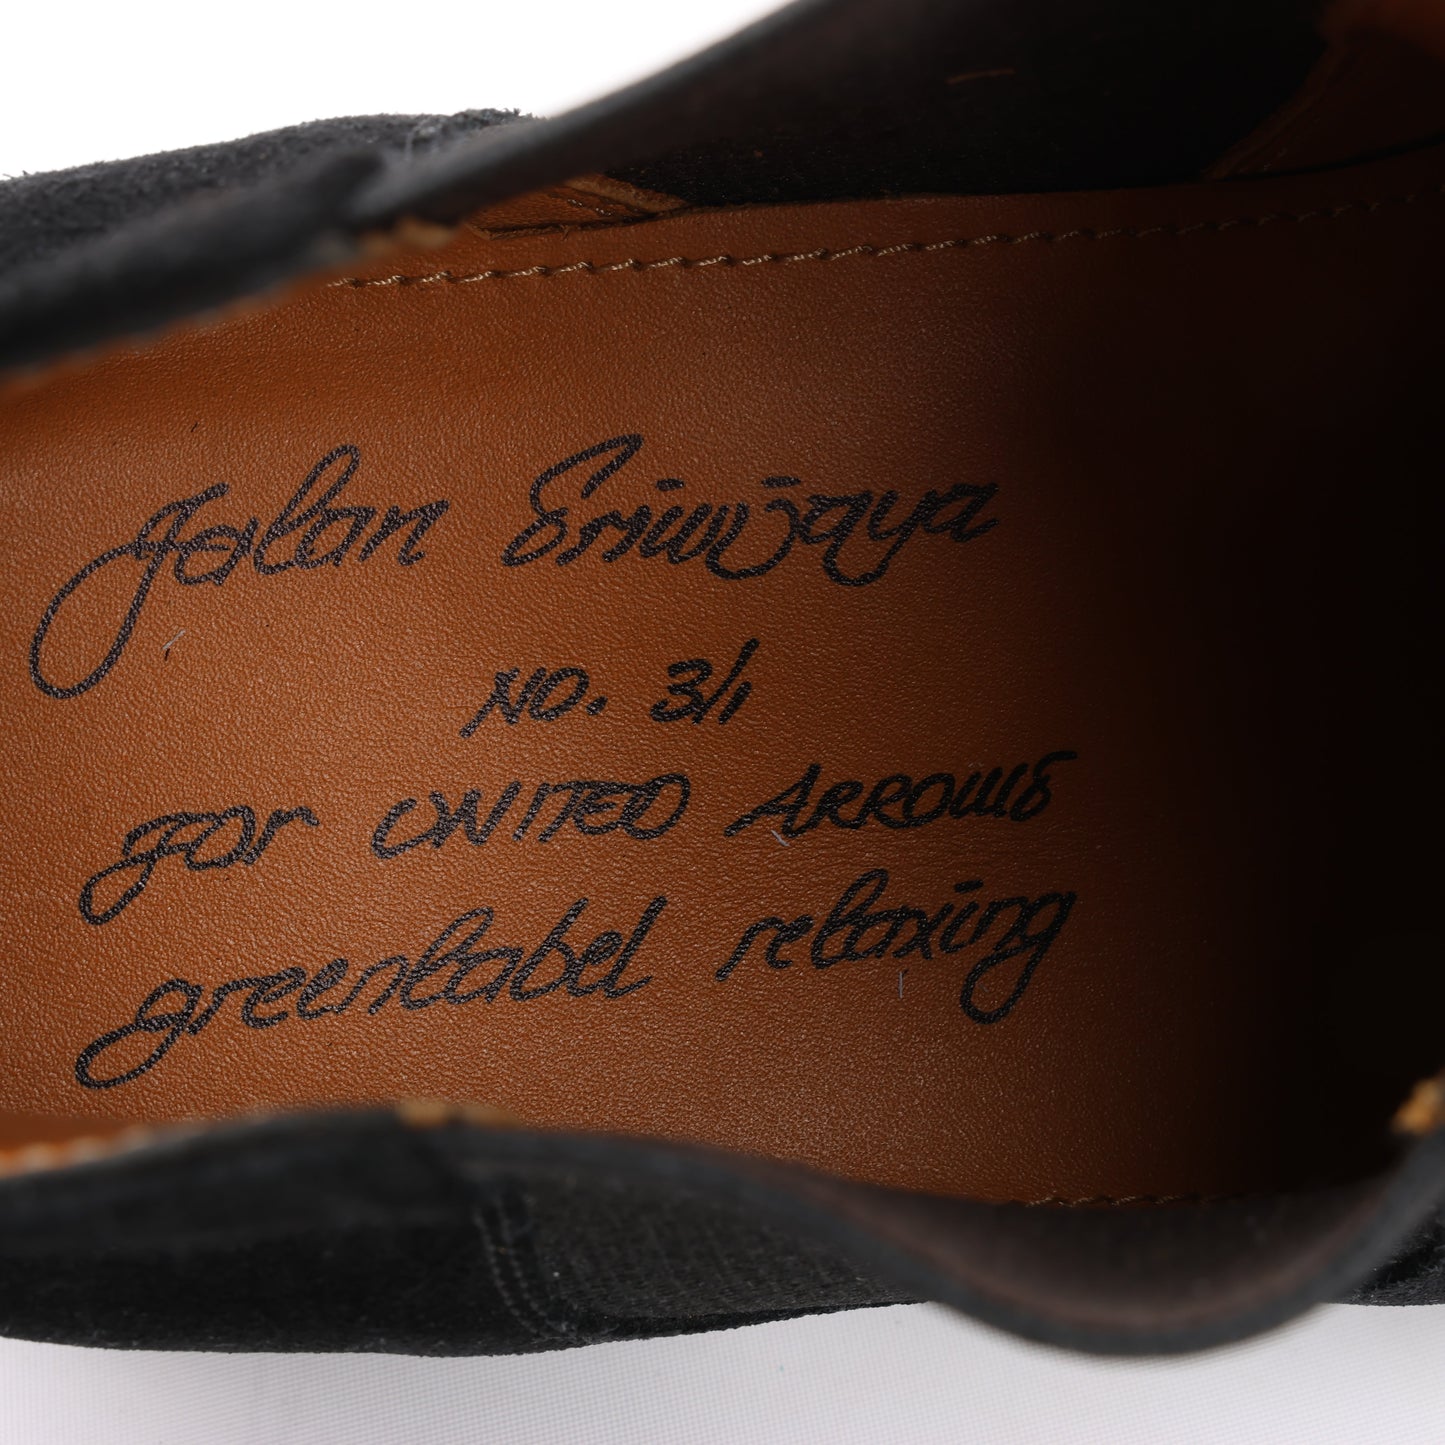 Jalan Sriwijaya
NO. 3/1
for UNITED ARROWS
greenlabel relaxing